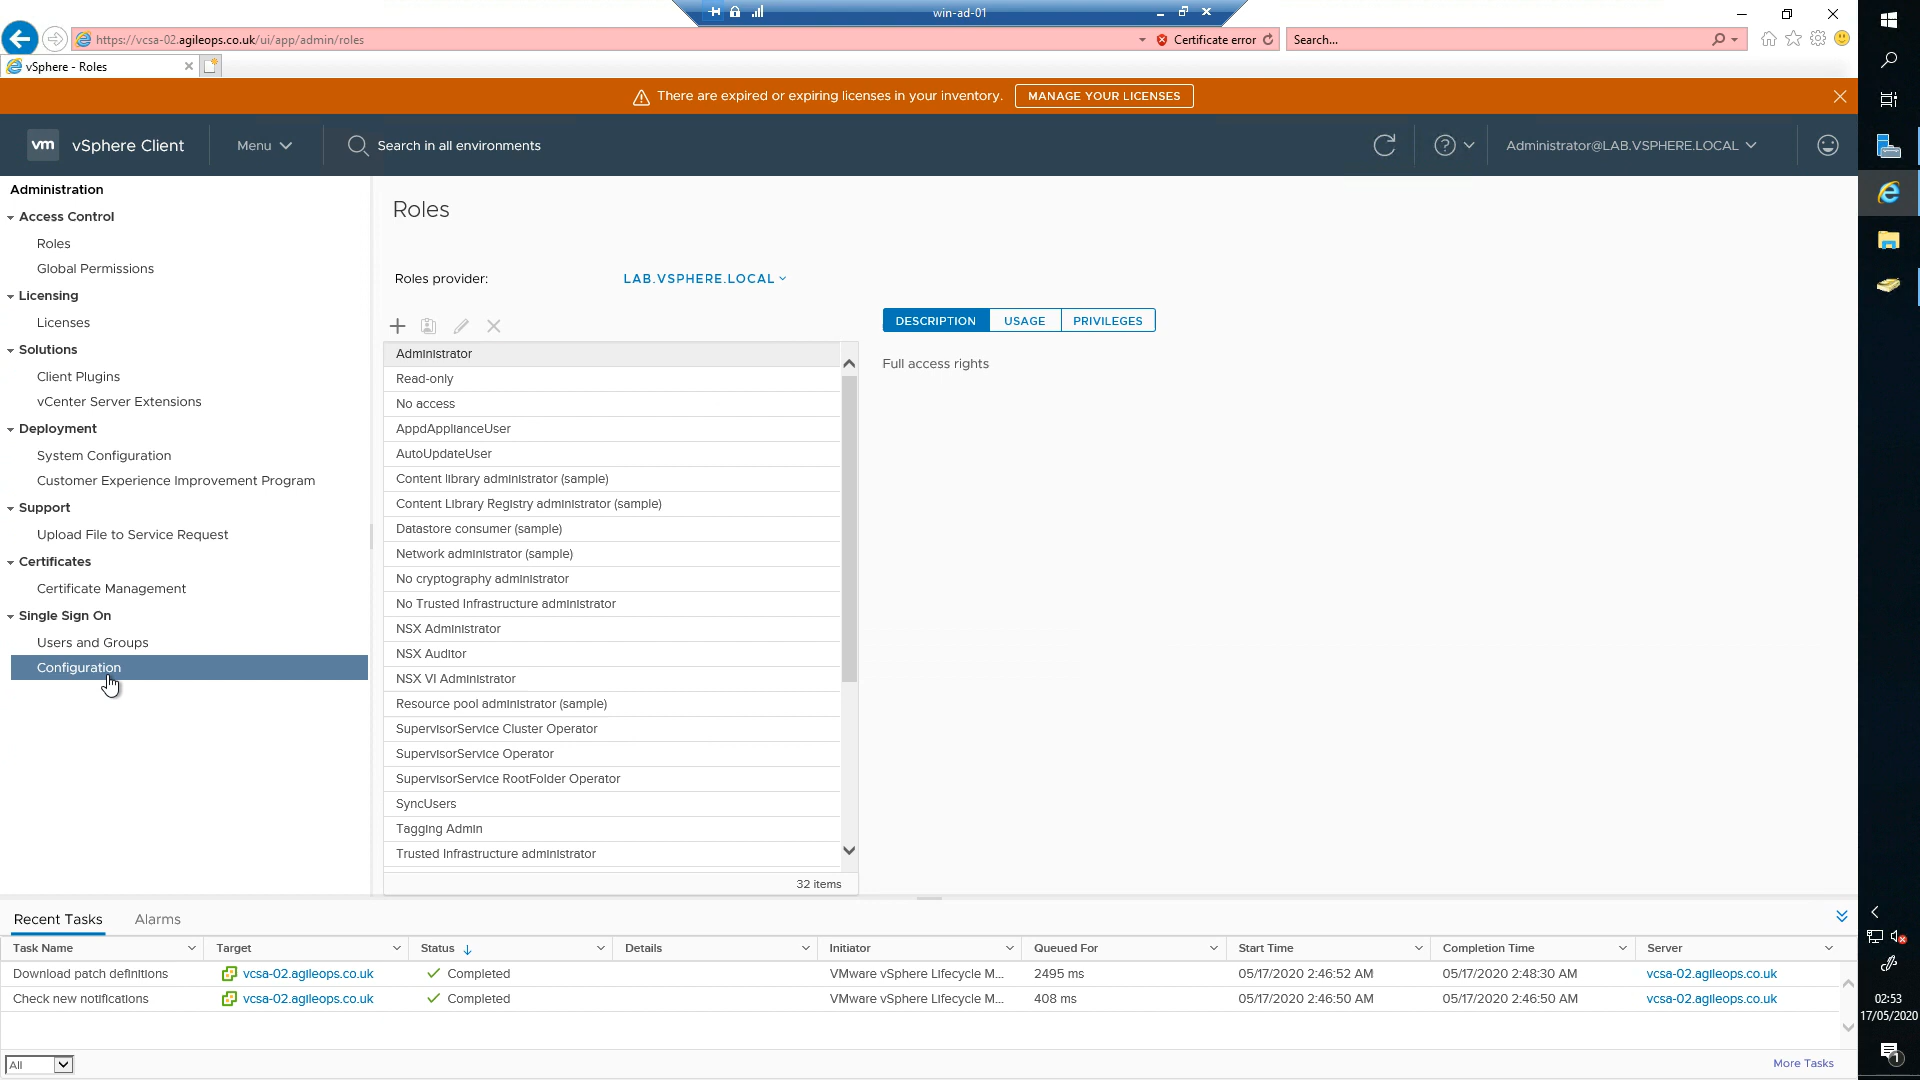 win-ad-01
https://vcsa-02.agileops.co.uk/ui/app/admin/roles
Certificate error
Search...
vSphere - Roles
There are expired or expiring licenses in your inventory.
MANAGE YOUR LICENSES
vm
vSphere Client
Menu
Search in all environments
Administrator@LAB.VSPHERE.LOCAL
Administration
Access Control
Roles
Global Permissions
Licensing
Licenses
Solutions
Client Plugins
vCenter Server Extensions
Deployment
System Configuration
Customer Experience Improvement Program
Support
Upload File to Service Request
Certificates
Certificate Management
Single Sign On
Users and Groups
Configuration
Roles
Roles provider:
LAB.VSPHERE.LOCAL
Administrator
Read-only
No access
AppdApplianceUser
AutoUpdateUser
Content library administrator (sample)
Content Library Registry administrator (sample)
Datastore consumer (sample)
Network administrator (sample)
No cryptography administrator
No Trusted Infrastructure administrator
NSX Administrator
NSX Auditor
NSX VI Administrator
Resource pool administrator (sample)
SupervisorService Cluster Operator
SupervisorService Operator
SupervisorService RootFolder Operator
SyncUsers
Tagging Admin
Trusted Infrastructure administrator
32 items
DESCRIPTION USAGE PRIVILEGES
Full access rights
Recent Tasks Alarms
Task Name Target Status Details Initiator Queued For Start Time Completion Time Server
Download patch definitions vcsa-02.agileops.co.uk Completed VMware vSphere Lifecycle M... 2495 ms 05/17/2020 2:46:52 AM 05/17/2020 2:48:30 AM vcsa-02.agileops.co.uk
Check new notifications vcsa-02.agileops.co.uk Completed VMware vSphere Lifecycle M... 408 ms 05/17/2020 2:46:50 AM 05/17/2020 2:46:50 AM vcsa-02.agileops.co.uk
All
More Tasks
02:53
17/05/2020
1